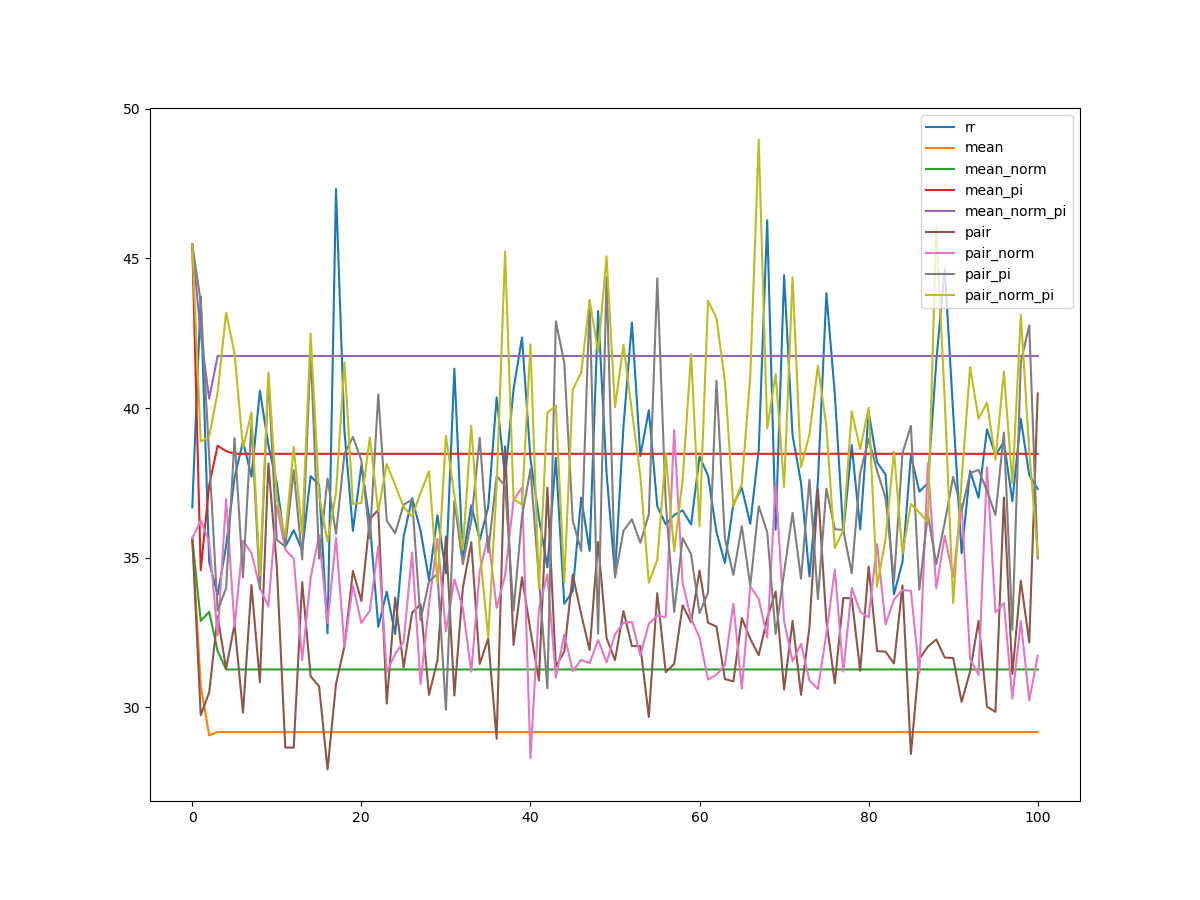 50
45
40
35
30
0
20
40
60
80
100
rr
mean
mean_norm
mean_pi
mean_norm_pi
pair
pair_norm
pair_pi
pair_norm_pi